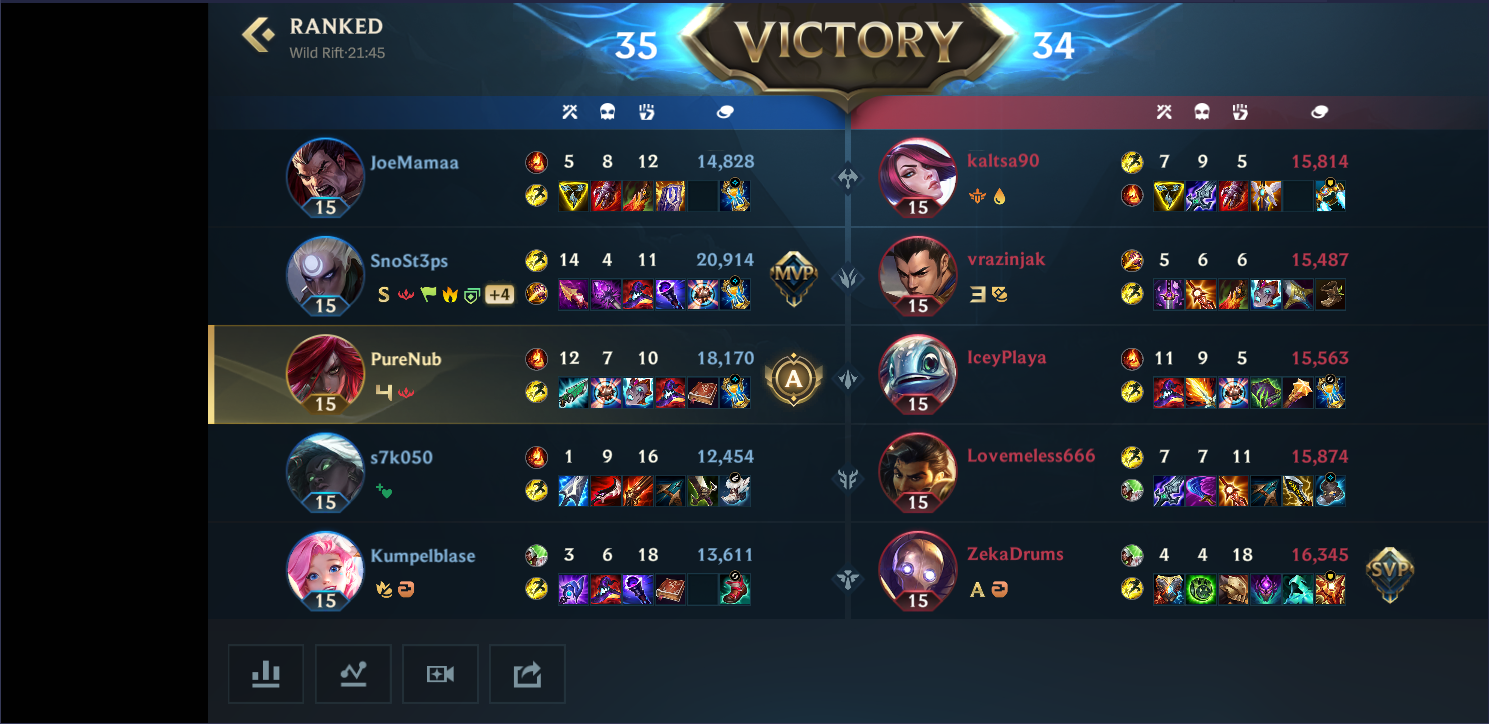 RANKED
Wild Rift·21:45
35 VICTORY 34
JoeMamaa 5 8 12 14,828
15
kaltsa90 7 9 5 15,814
15
SnoSt3ps 14 4 11 20,914 MVP
S +4
15
vrazinjak 5 6 6 15,487
3
15
PureNub 12 7 10 18,170 A
4
15
IceyPlaya 11 9 5 15,563
15
s7k050 1 9 16 12,454
15
Lovemeless666 7 7 11 15,874
15
Kumpelblase 3 6 18 13,611
15
ZekaDrums 4 4 18 16,345 SVP
A
15